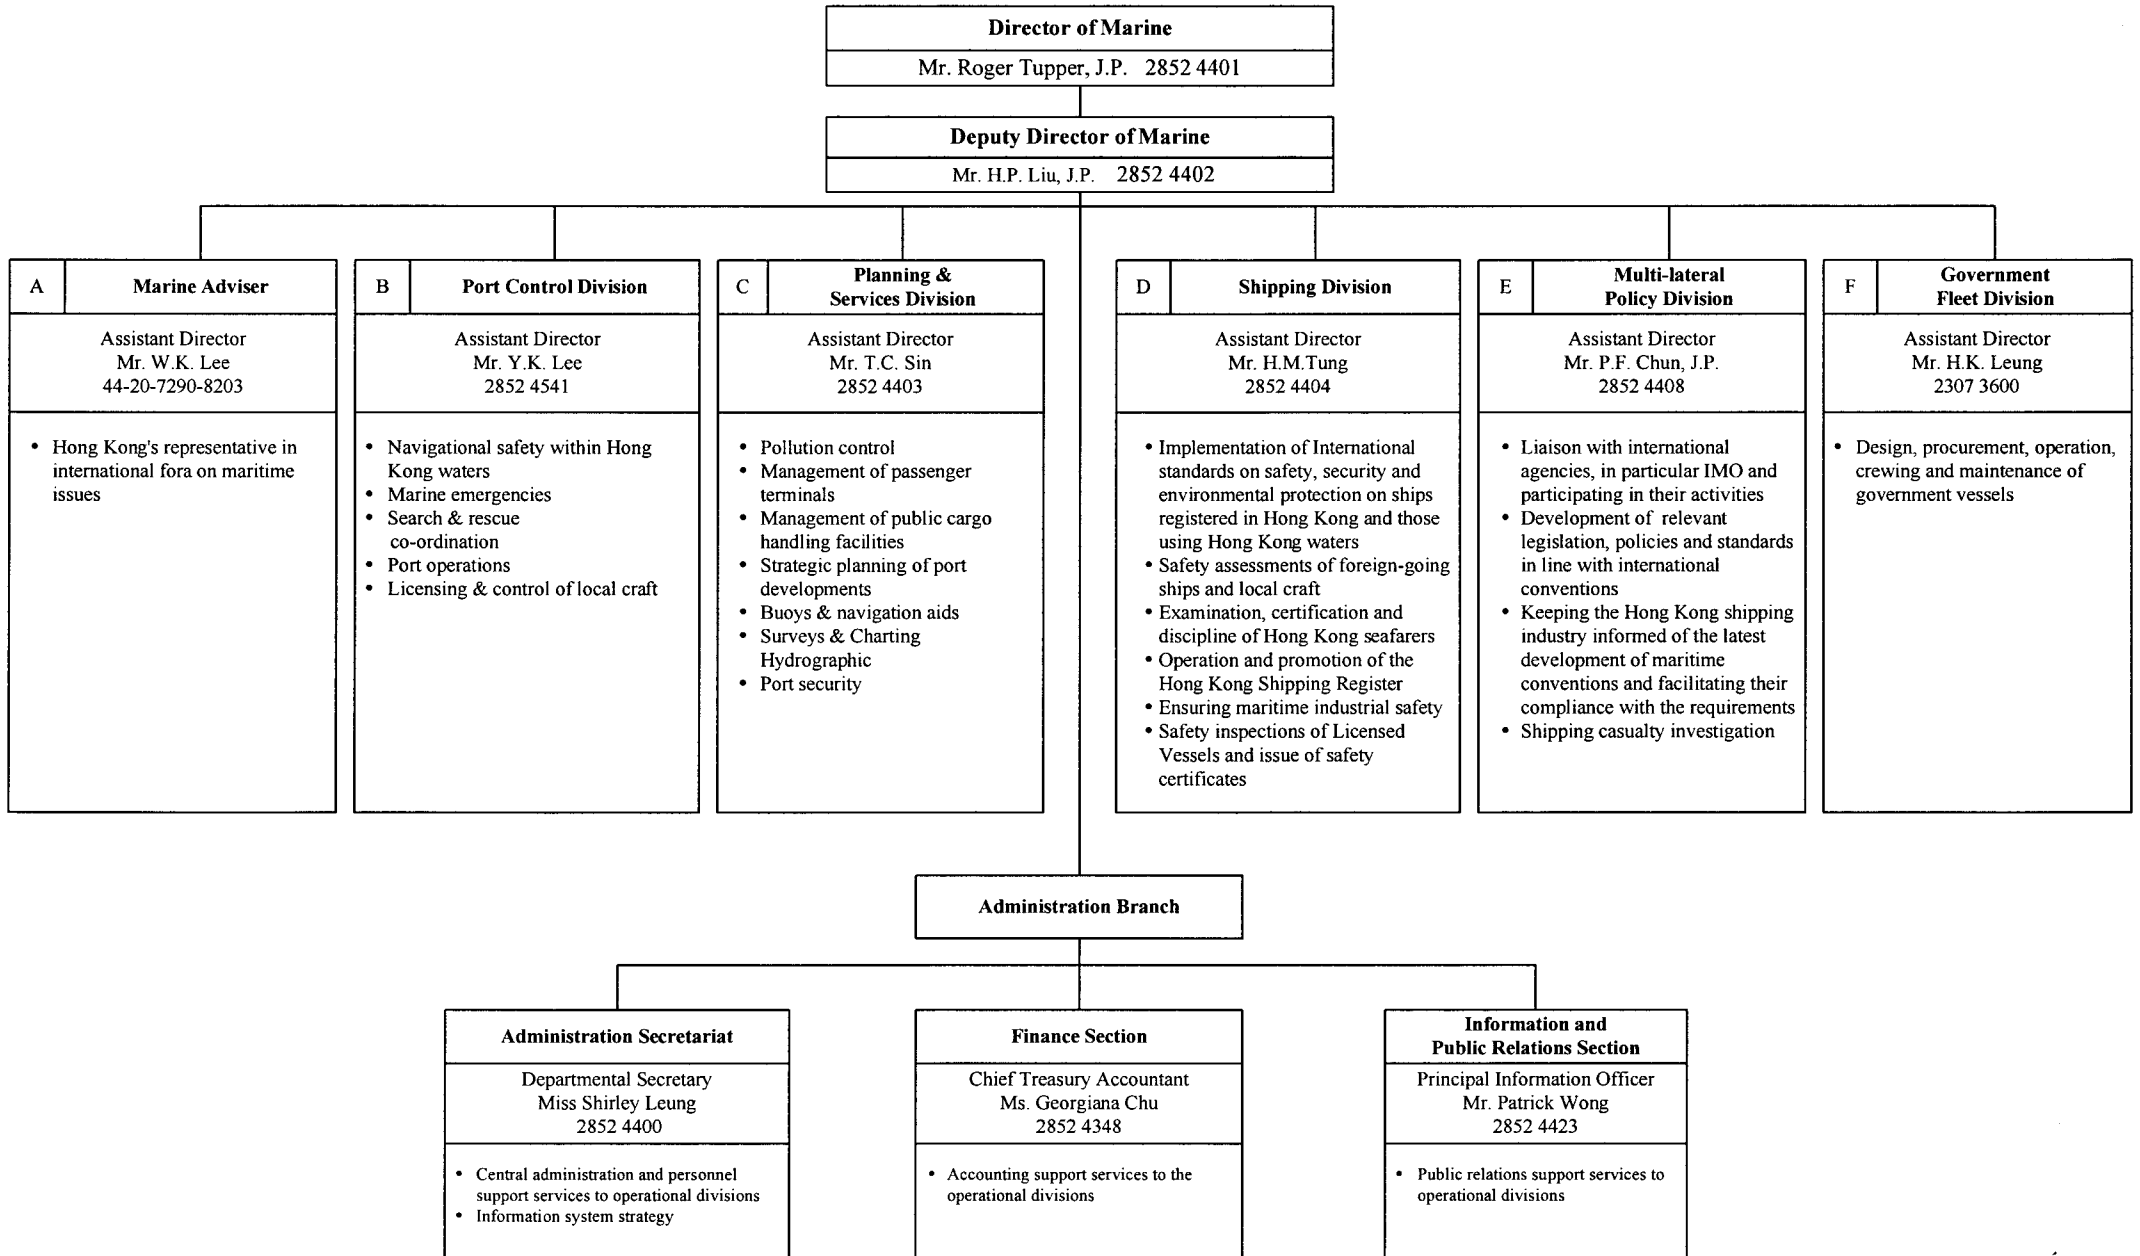 Director of Marine
Mr. Roger Tupper, J.P. 2852 4401
Deputy Director of Marine
Mr. H.P. Liu, J.P. 2852 4402
A
Marine Adviser
Assistant Director
Mr. W.K. Lee
44-20-7290-8203
• Hong Kong's representative in
international fora on maritime
issues
B
Port Control Division
Assistant Director
Mr. Y.K. Lee
2852 4541
• Navigational safety within Hong
Kong waters
• Marine emergencies
• Search & rescue
co-ordination
• Port operations
• Licensing & control of local craft
C
Planning &
Services Division
Assistant Director
Mr. T.C. Sin
2852 4403
• Pollution control
• Management of passenger
terminals
• Management of public cargo
handling facilities
• Strategic planning of port
developments
• Buoys & navigation aids
• Surveys & Charting
Hydrographic
• Port security
D
Shipping Division
Assistant Director
Mr. H.M.Tung
2852 4404
• Implementation of International
standards on safety, security and
environmental protection on ships
registered in Hong Kong and those
using Hong Kong waters
• Safety assessments of foreign-going
ships and local craft
• Examination, certification and
discipline of Hong Kong seafarers
• Operation and promotion of the
Hong Kong Shipping Register
• Ensuring maritime industrial safety
• Safety inspections of Licensed
Vessels and issue of safety
certificates
E
Multi-lateral
Policy Division
Assistant Director
Mr. P.F. Chun, J.P.
2852 4408
• Liaison with international
agencies, in particular IMO and
participating in their activities
• Development of relevant
legislation, policies and standards
in line with international
conventions
• Keeping the Hong Kong shipping
industry informed of the latest
development of maritime
conventions and facilitating their
compliance with the requirements
• Shipping casualty investigation
F
Government
Fleet Division
Assistant Director
Mr. H.K. Leung
2307 3600
• Design, procurement, operation,
crewing and maintenance of
government vessels
Administration Branch
Administration Secretariat
Departmental Secretary
Miss Shirley Leung
2852 4400
• Central administration and personnel
support services to operational divisions
• Information system strategy
Finance Section
Chief Treasury Accountant
Ms. Georgiana Chu
2852 4348
• Accounting support services to the
operational divisions
Information and
Public Relations Section
Principal Information Officer
Mr. Patrick Wong
2852 4423
• Public relations support services to
operational divisions